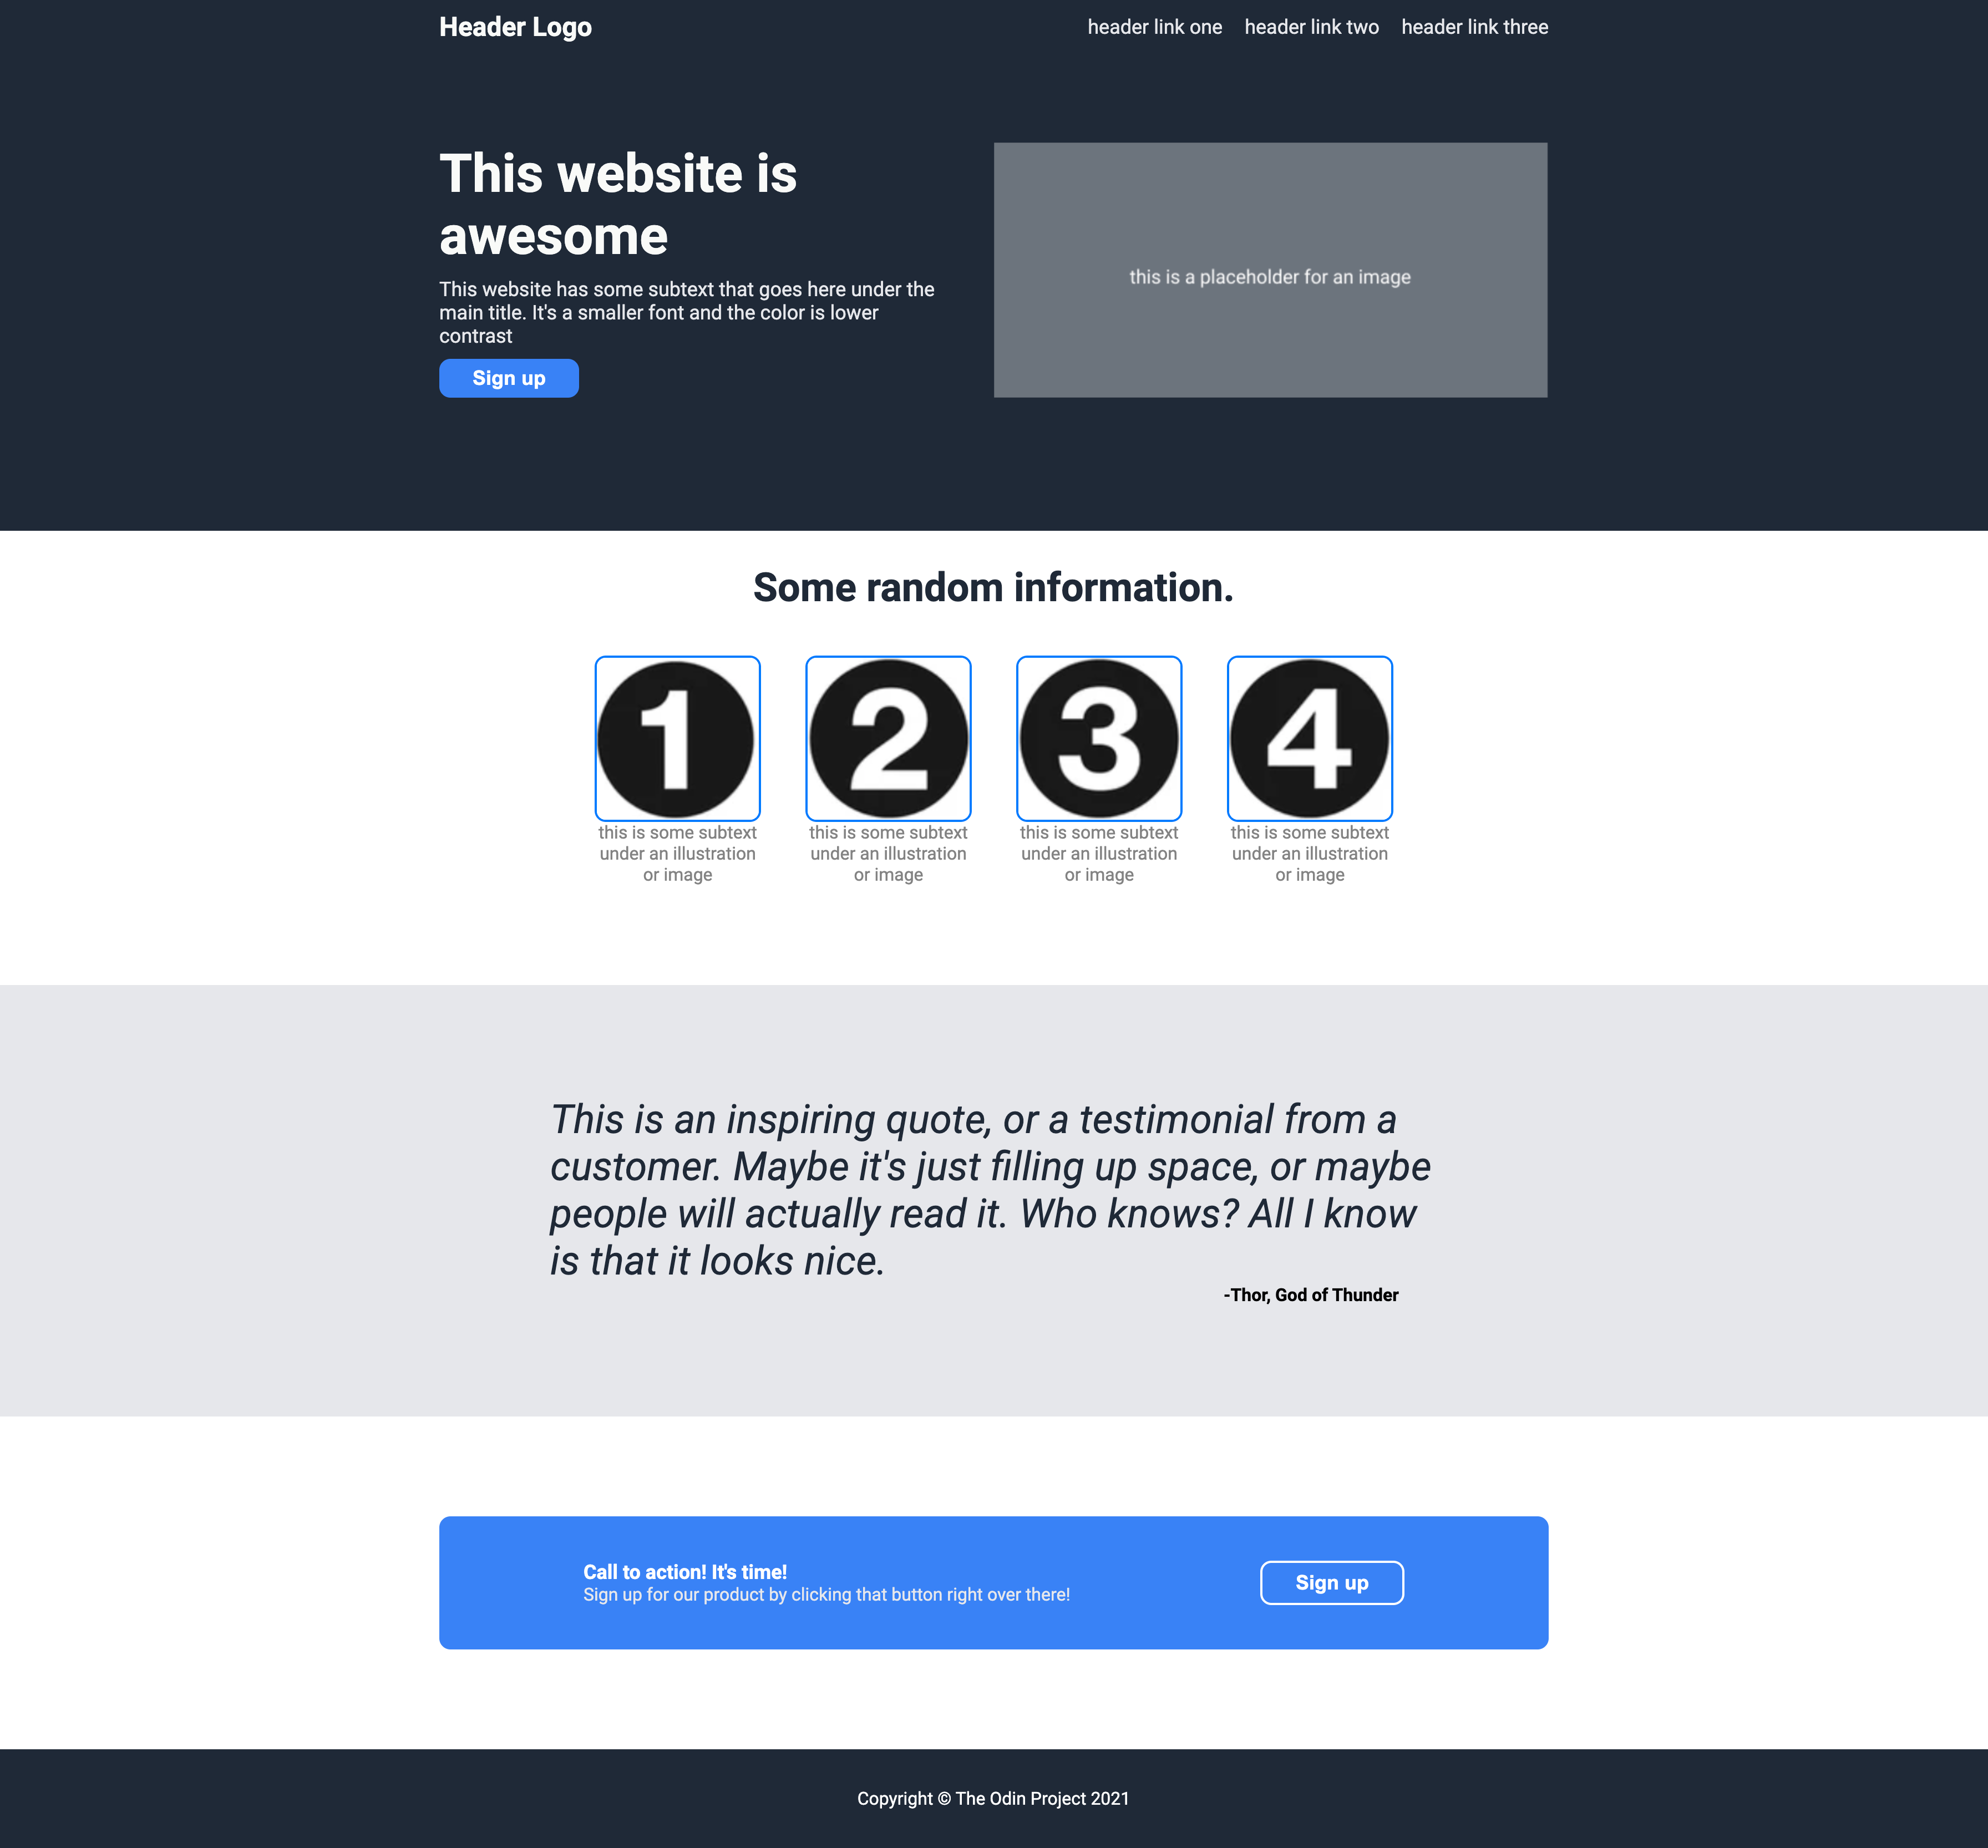 Header Logo
header link one
header link two
header link three
This website is
awesome
This website has some subtext that goes here under the
main title. It's a smaller font and the color is lower
contrast
Sign up
this is a placeholder for an image
Some random information.
1
this is some subtext
under an illustration
or image
2
this is some subtext
under an illustration
or image
3
this is some subtext
under an illustration
or image
4
this is some subtext
under an illustration
or image
This is an inspiring quote, or a testimonial from a
customer. Maybe it's just filling up space, or maybe
people will actually read it. Who knows? All I know
is that it looks nice.
-Thor, God of Thunder
Call to action! It's time!
Sign up for our product by clicking that button right over there!
Sign up
Copyright © The Odin Project 2021